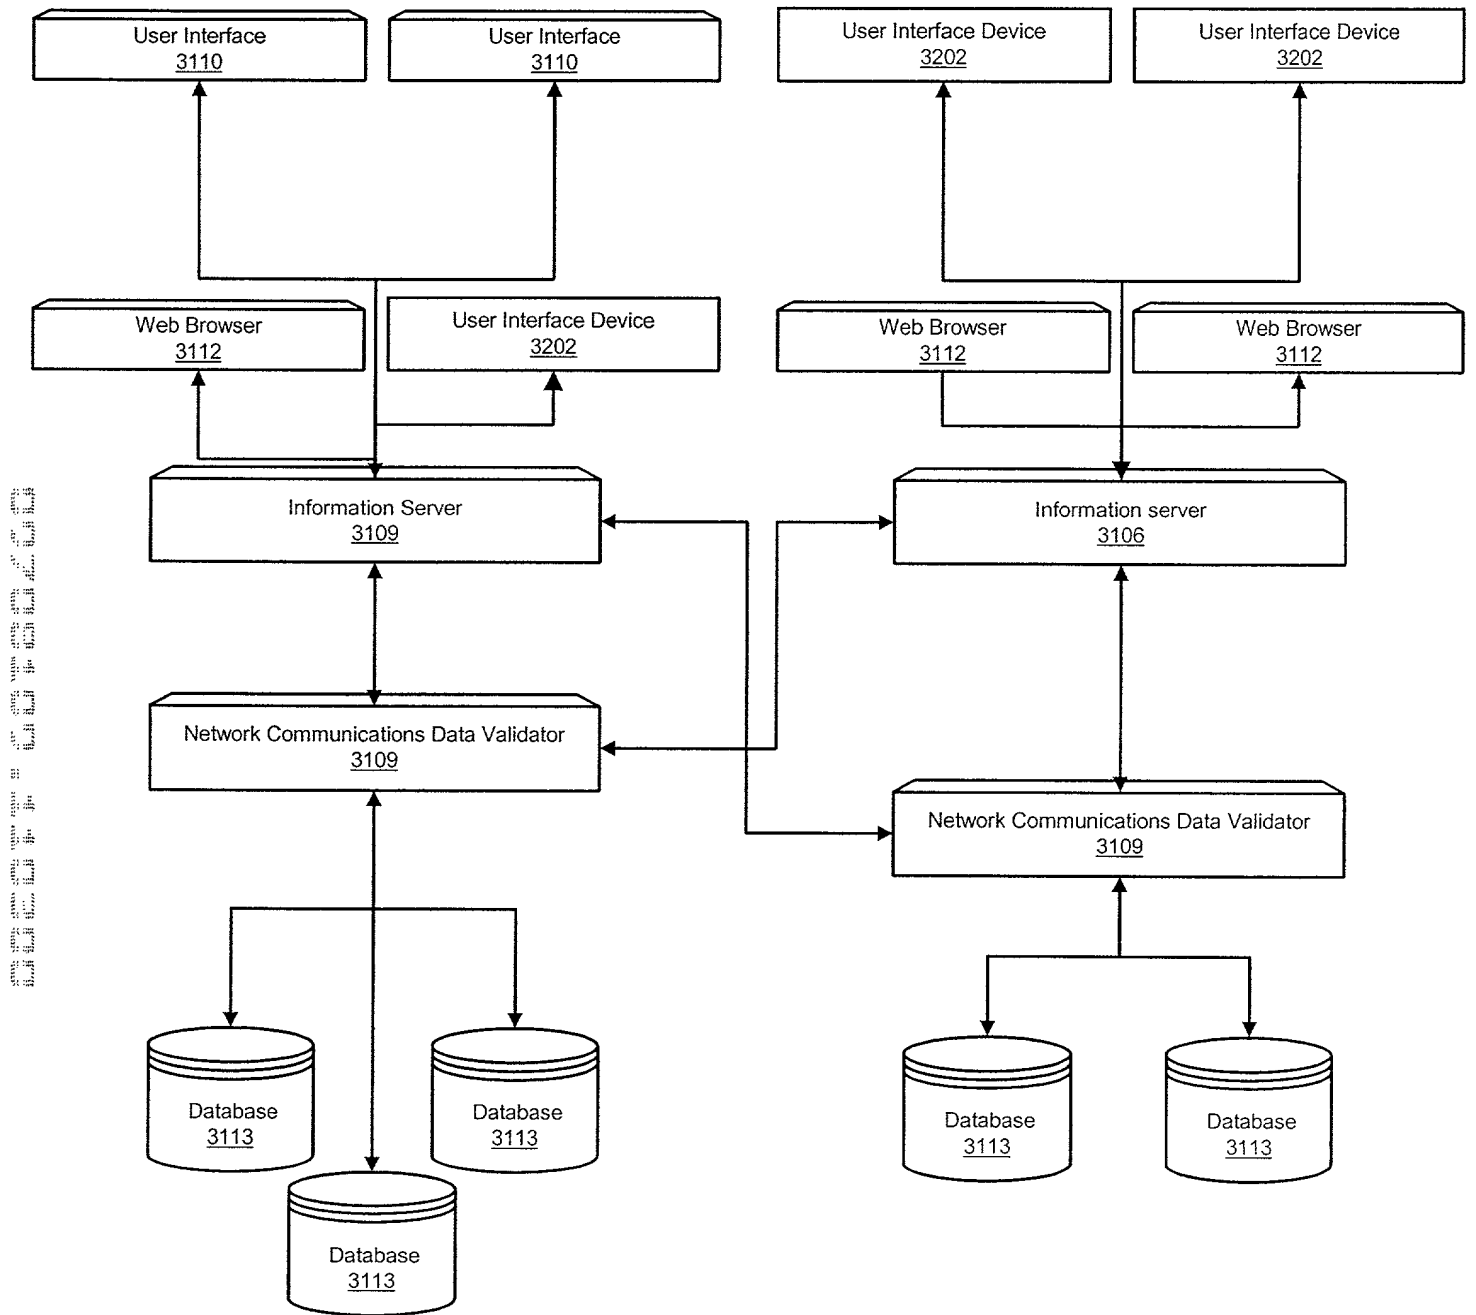 User Interface
3110
User Interface
3110
User Interface Device
3202
User Interface Device
3202
Web Browser
3112
User Interface Device
3202
Web Browser
3112
Web Browser
3112
Information Server
3109
Information server
3106
Network Communications Data Validator
3109
Network Communications Data Validator
3109
Database
3113
Database
3113
Database
3113
Database
3113
Database
3113